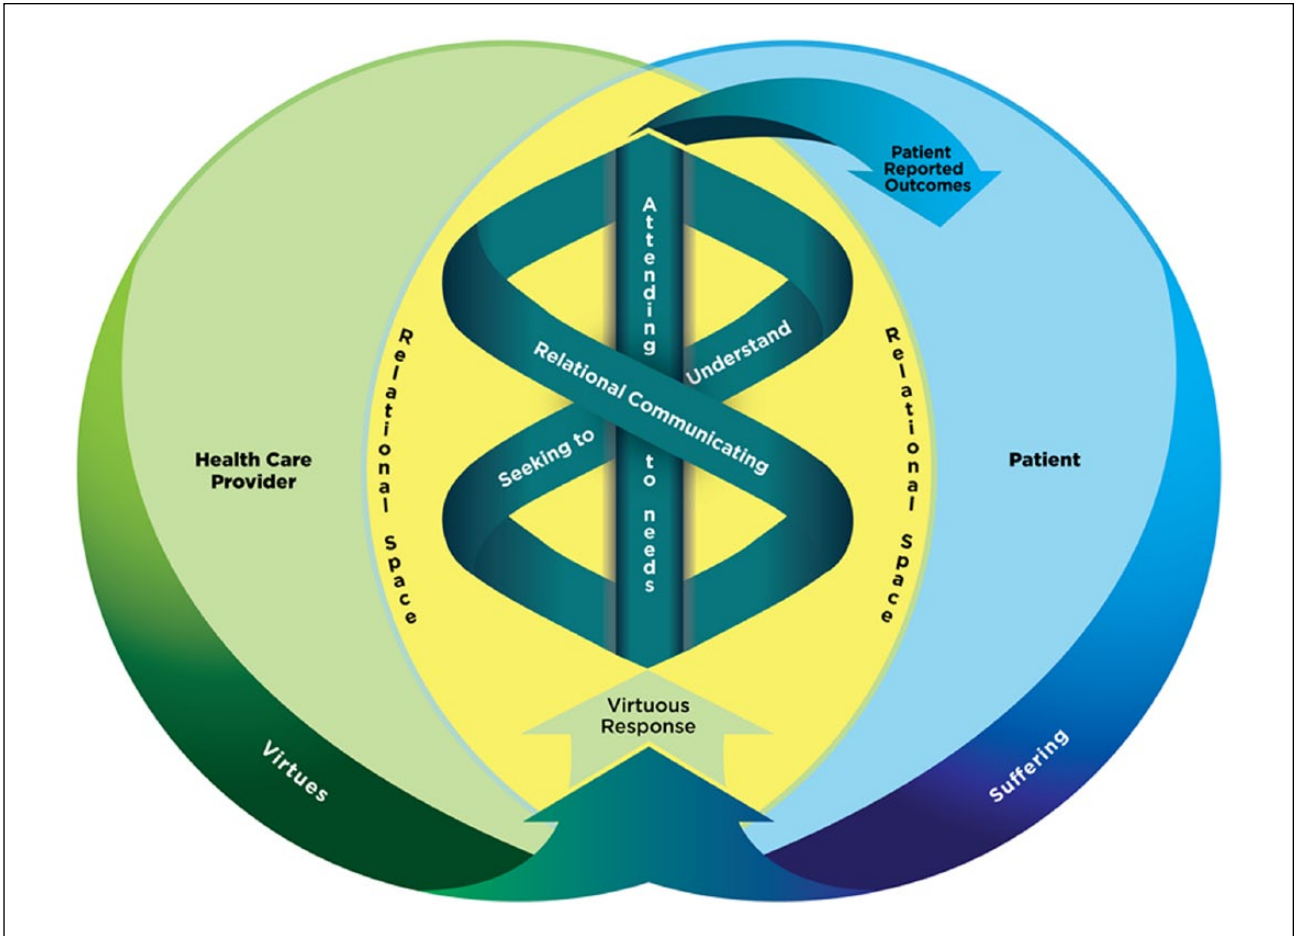 Patient
Reported
Outcomes
Attending to needs
Relational Communicating
Seeking to Understand
Relational Space
Relational Space
Health Care
Provider
Patient
Virtuous
Response
Virtues
Suffering